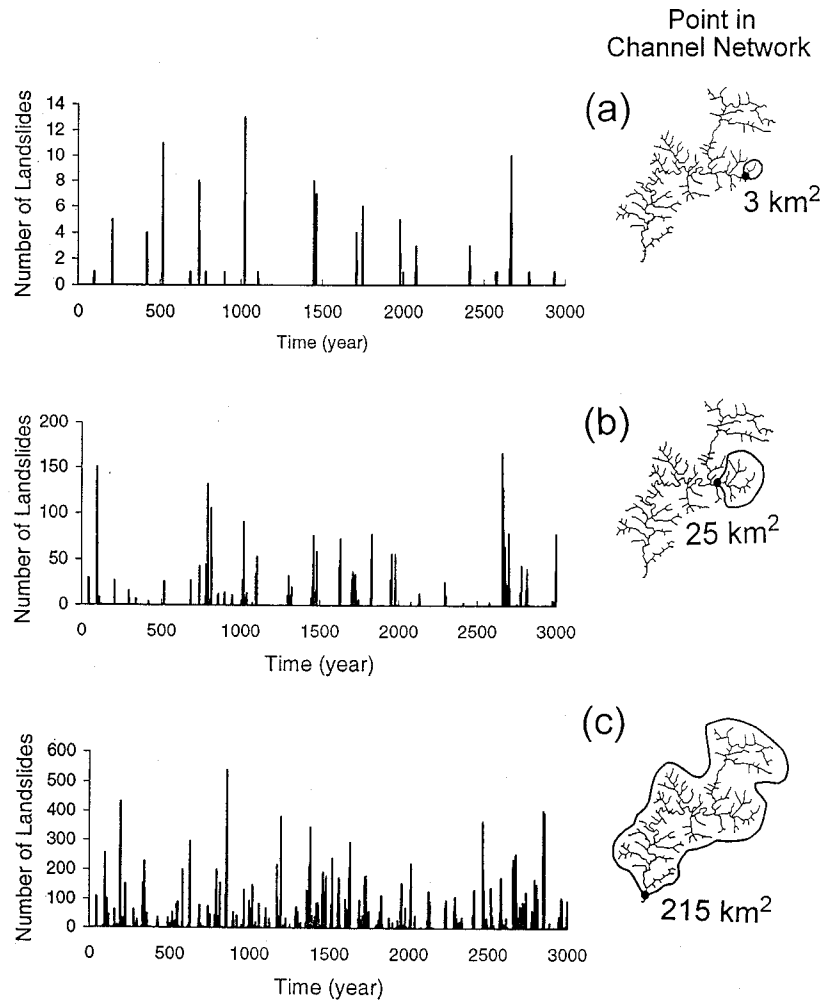 Point in
Channel Network
(a)
Number of Landslides
14
12
10
8
6
4
2
0
0 500 1000 1500 2000 2500 3000
Time (year)
3 km²
(b)
Number of Landslides
200
150
100
50
0
0 500 1000 1500 2000 2500 3000
Time (year)
25 km²
(c)
Number of Landslides
600
500
400
300
200
100
0
0 500 1000 1500 2000 2500 3000
Time (year)
215 km²